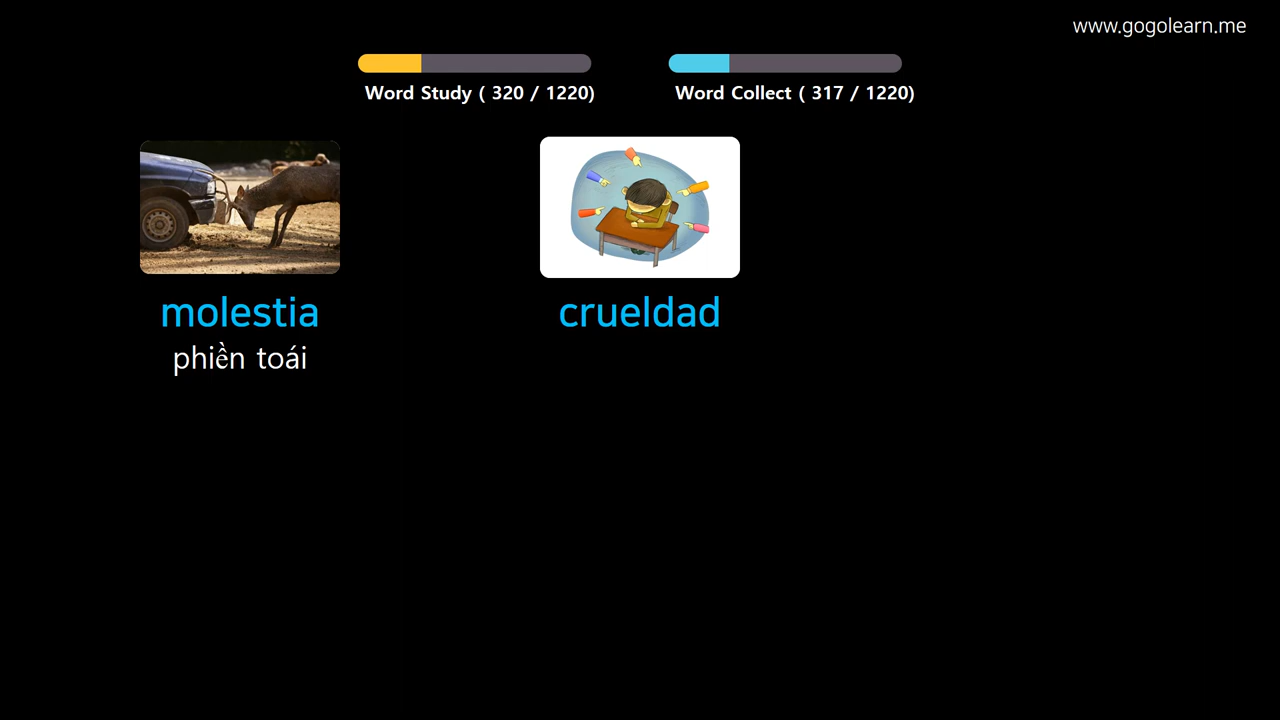 www.gogolearn.me
Word Study ( 320 / 1220)
Word Collect ( 317 / 1220)
molestia
phiền toái
crueldad